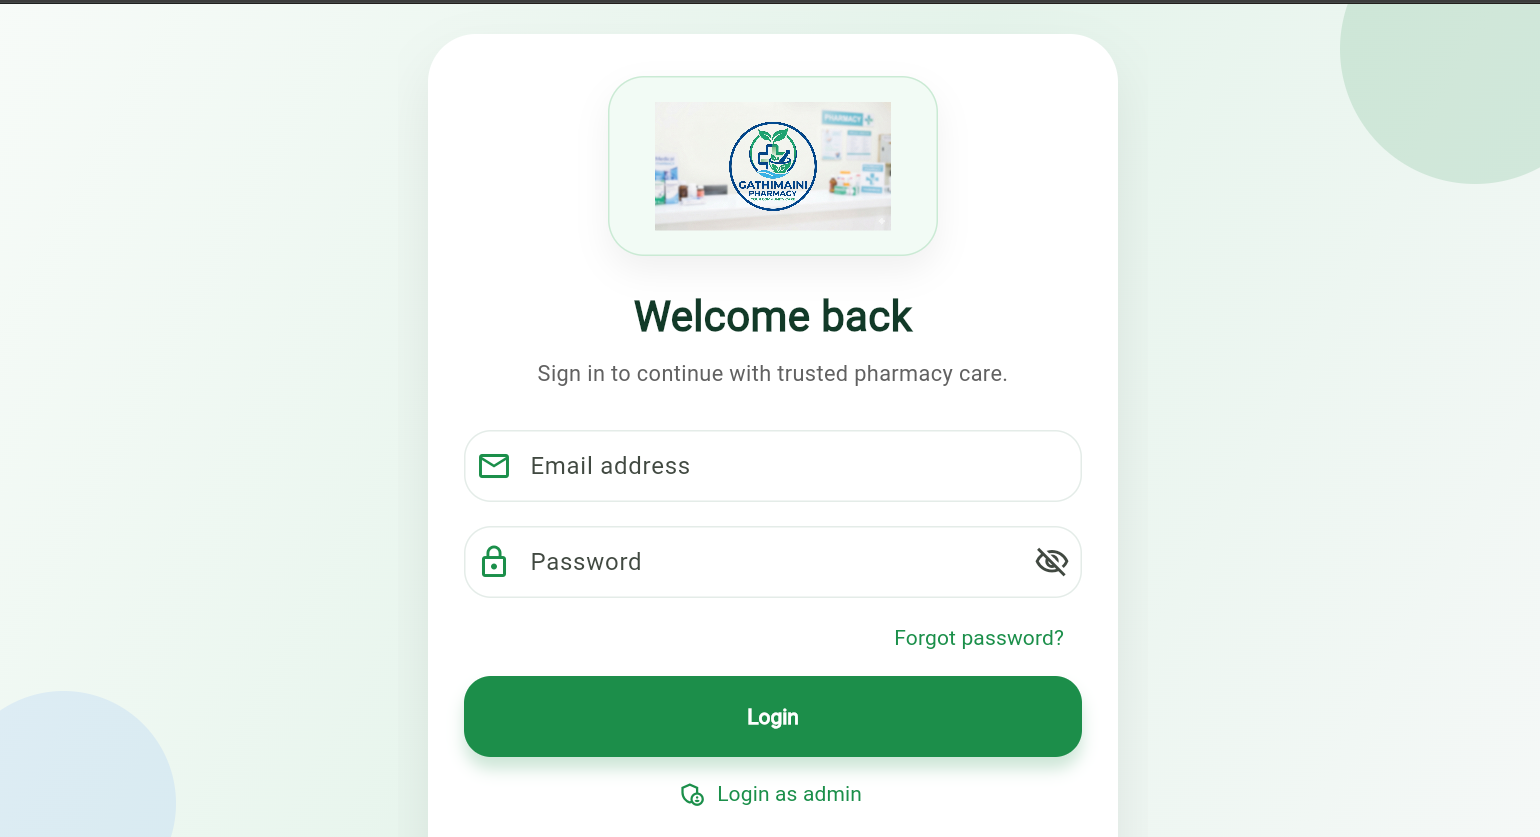 PHARMACY
GATHIMAINI
PHARMACY
Welcome back
Sign in to continue with trusted pharmacy care.
Email address
Password
Forgot password?
Login
Login as admin